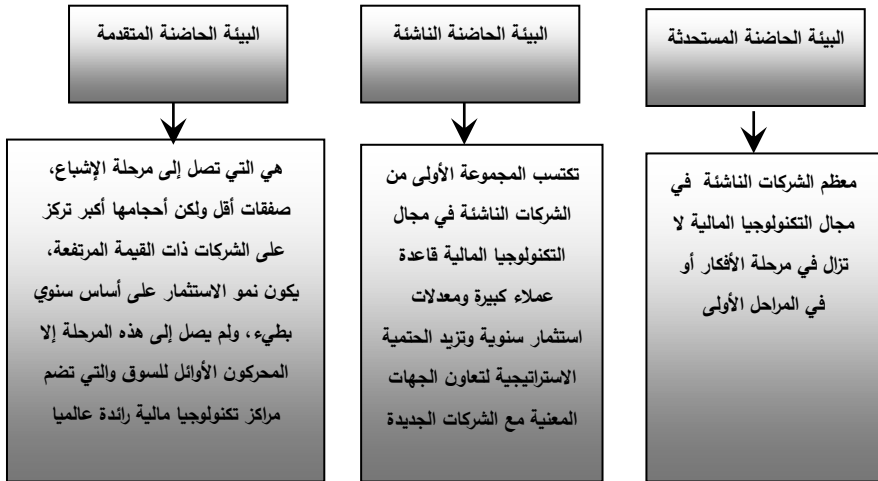 البيئة الحاضنة المستحدثة
معظم الشركات الناشئة في
مجال التكنولوجيا المالية لا
تزال في مرحلة الأفكار أو
في المراحل الأولى
البيئة الحاضنة الناشئة
تكتسب المجموعة الأولى من
الشركات الناشئة في مجال
التكنولوجيا المالية قاعدة
عملاء كبيرة ومعدلات
استثمار سنوية وتزيد الحتمية
الاستراتيجية لتعاون الجهات
المعنية مع الشركات الجديدة
البيئة الحاضنة المتقدمة
هي التي تصل إلى مرحلة الإشباع،
صفقات أقل ولكن أحجامها أكبر تركز
على الشركات ذات القيمة المرتفعة،
يكون نمو الاستثمار على أساس سنوي
بطيء، ولم يصل إلى هذه المرحلة إلا
المحركون الأوائل للسوق والتي تضم
مراكز تكنولوجيا مالية رائدة عالميا